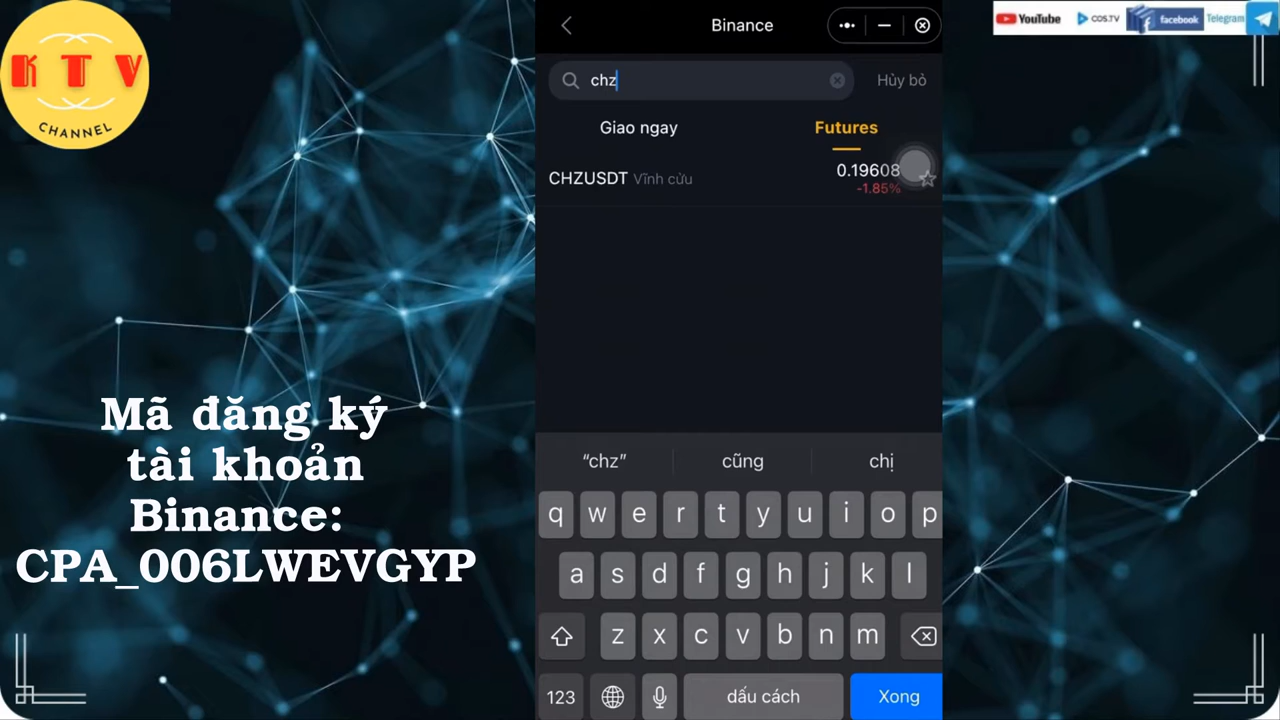 K T V
CHANNEL
Mã đăng ký
tài khoản
Binance:
CPA_006LWEVGYP
Binance
chz
Hủy bỏ
Giao ngay
Futures
CHZUSDT Vĩnh cửu
0.19608
-1.85%
“chz”
cũng
chị
q w e r t y u i o p
a s d f g h j k l
z x c v b n m
123
dấu cách
Xong
YouTube
COS.TV
facebook
Telegram